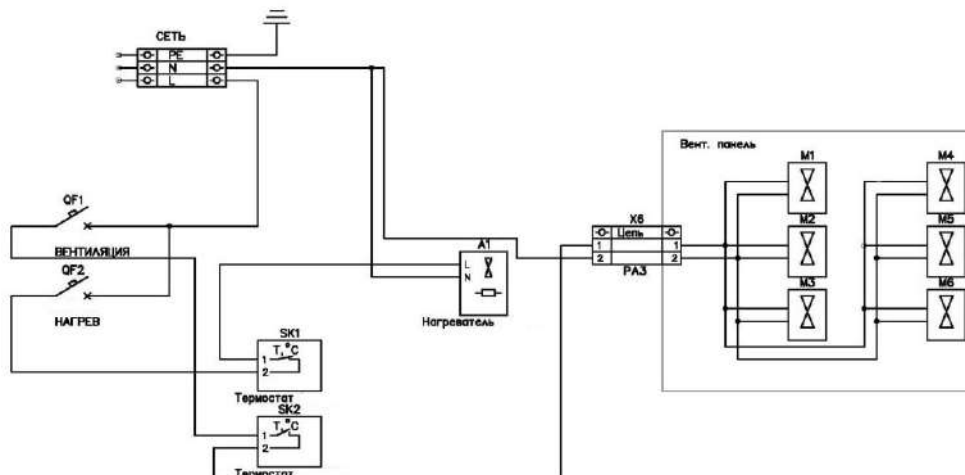 СЕТЬ
PE
N
L
QF1
ВЕНТИЛЯЦИЯ
QF2
НАГРЕВ
SK1
1 T,°C
2
Термостат
SK2
1 T,°C
2
Термостат
A1
L
N
Нагреватель
X6
Цепь
1 1
2 2
РАЗ
Вент. панель
M1
M2
M3
M4
M5
M6